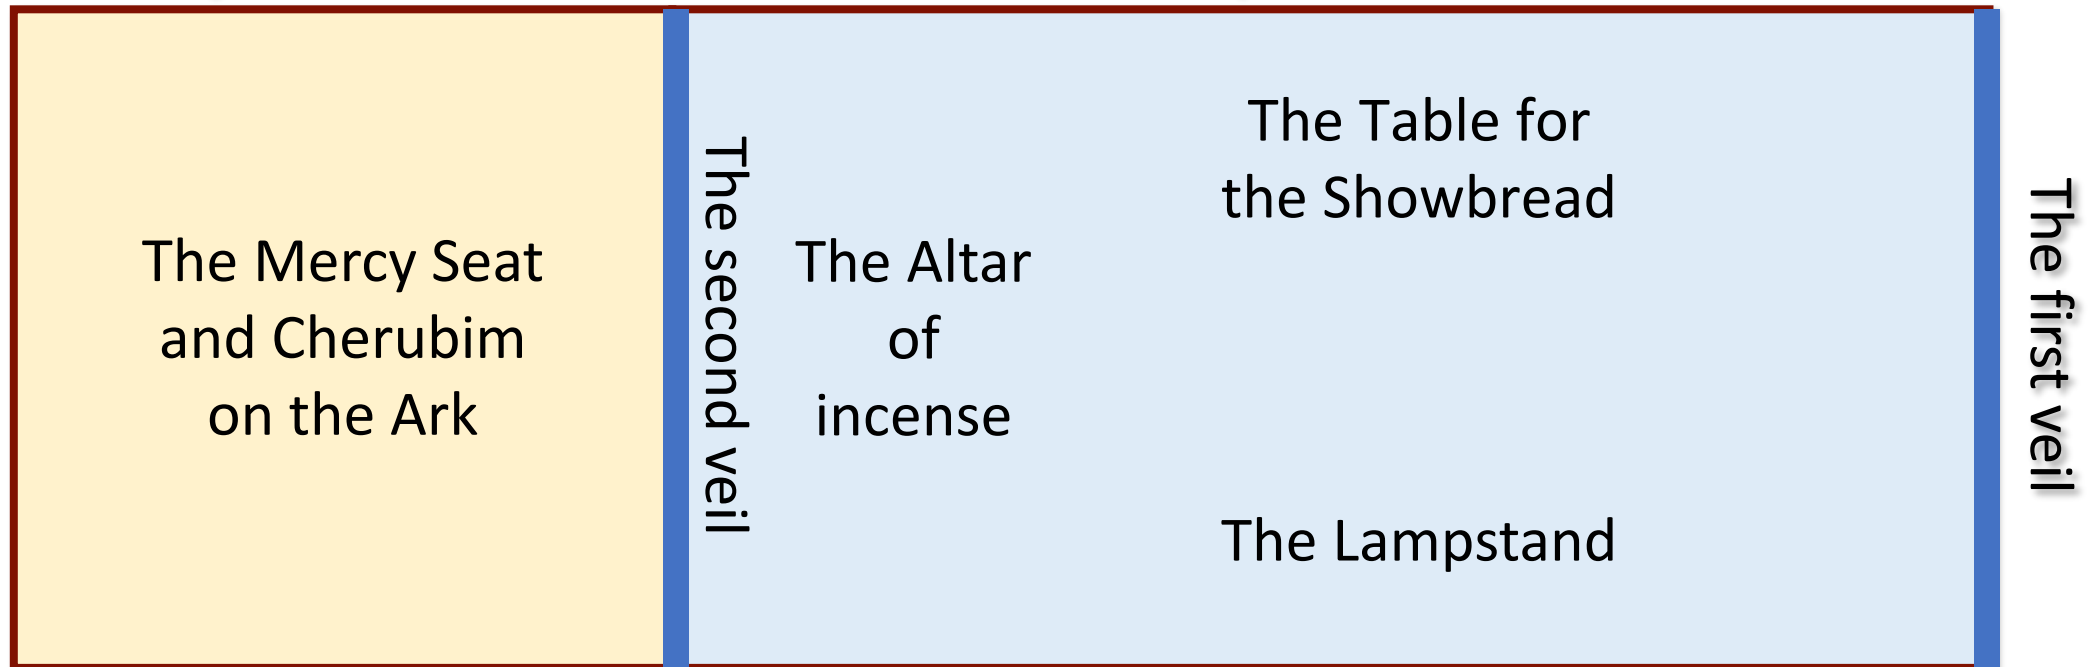 The Mercy Seat
and Cherubim
on the Ark
The second veil
The Altar
of
incense
The Table for
the Showbread
The Lampstand
The first veil